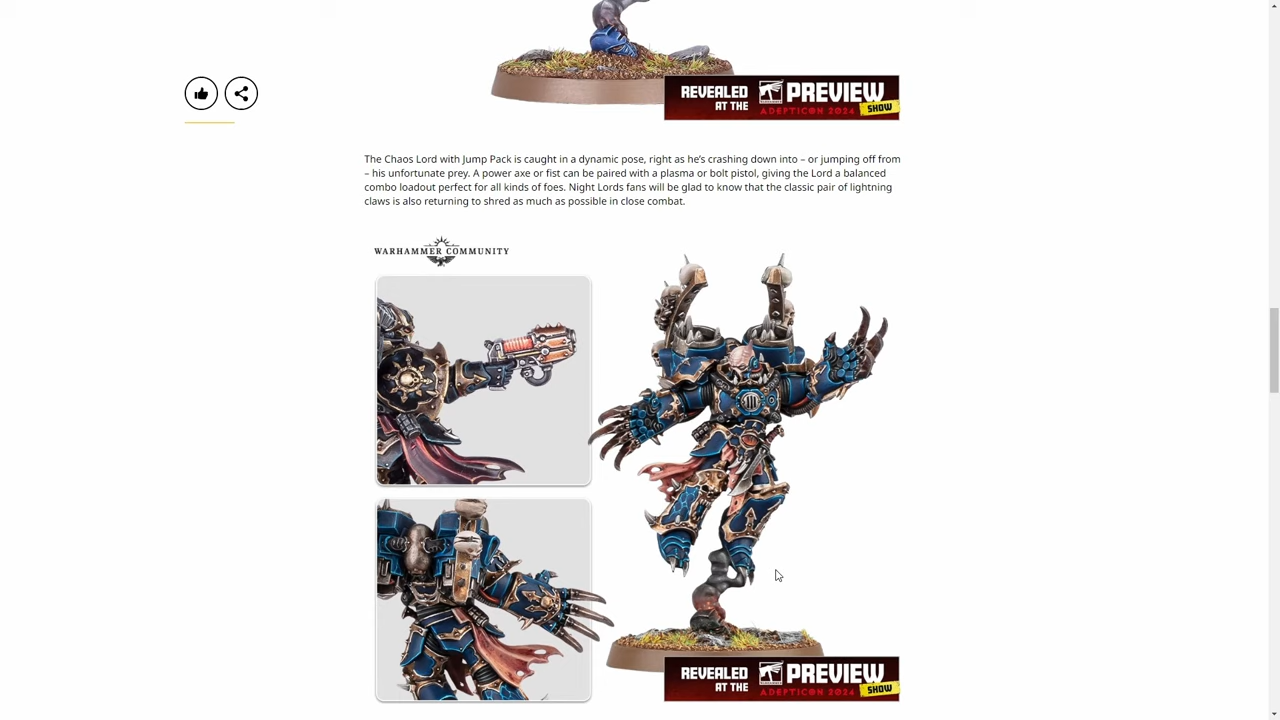 REVEALED
AT THE
PREVIEW
ADEPTICON 2024
SHOW
The Chaos Lord with Jump Pack is caught in a dynamic pose, right as he's crashing down into – or jumping off from
– his unfortunate prey. A power axe or fist can be paired with a plasma or bolt pistol, giving the Lord a balanced
combo loadout perfect for all kinds of foes. Night Lords fans will be glad to know that the classic pair of lightning
claws is also returning to shred as much as possible in close combat.
WARHAMMER COMMUNITY
REVEALED
AT THE
PREVIEW
ADEPTICON 2024
SHOW